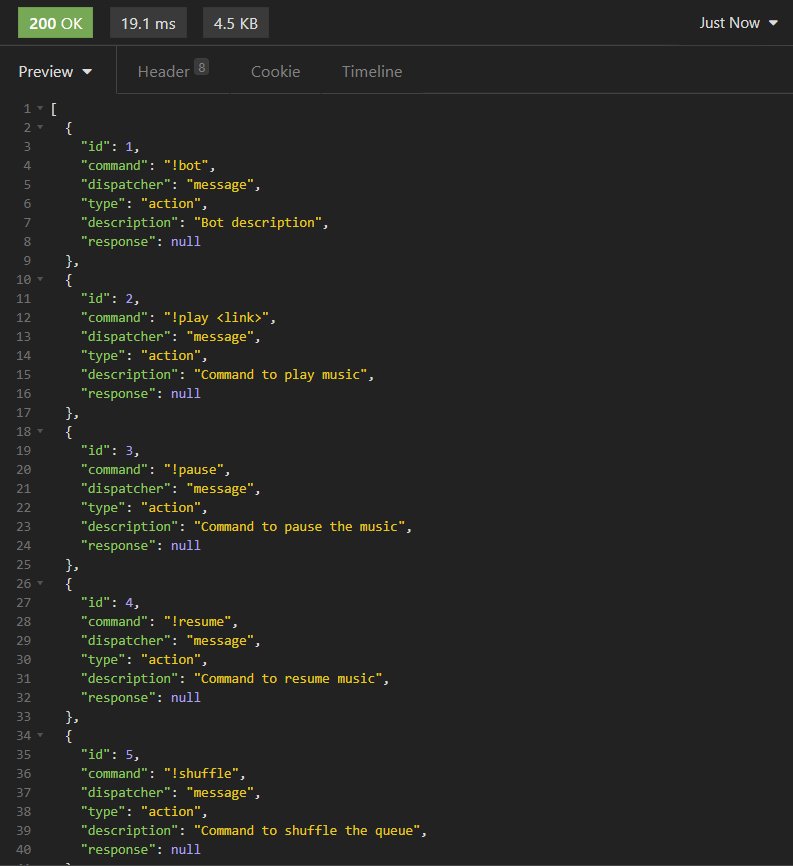 200 OK 19.1 ms 4.5 KB Just Now
Preview Header 8 Cookie Timeline
1 [
2 {
3 "id": 1,
4 "command": "!bot",
5 "dispatcher": "message",
6 "type": "action",
7 "description": "Bot description",
8 "response": null
9 },
10 {
11 "id": 2,
12 "command": "!play <link>",
13 "dispatcher": "message",
14 "type": "action",
15 "description": "Command to play music",
16 "response": null
17 },
18 {
19 "id": 3,
20 "command": "!pause",
21 "dispatcher": "message",
22 "type": "action",
23 "description": "Command to pause the music",
24 "response": null
25 },
26 {
27 "id": 4,
28 "command": "!resume",
29 "dispatcher": "message",
30 "type": "action",
31 "description": "Command to resume music",
32 "response": null
33 },
34 {
35 "id": 5,
36 "command": "!shuffle",
37 "dispatcher": "message",
38 "type": "action",
39 "description": "Command to shuffle the queue",
40 "response": null